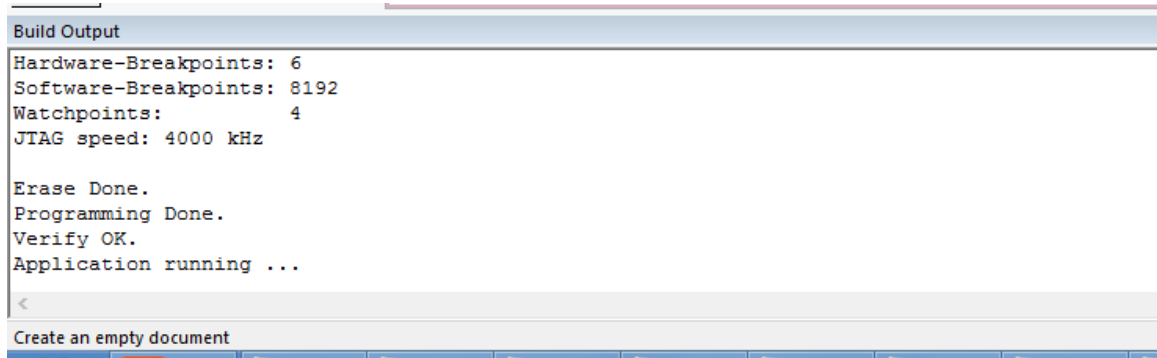 Build Output
Hardware-Breakpoints: 6
Software-Breakpoints: 8192
Watchpoints:          4
JTAG speed: 4000 kHz

Erase Done.
Programming Done.
Verify OK.
Application running ...
Create an empty document